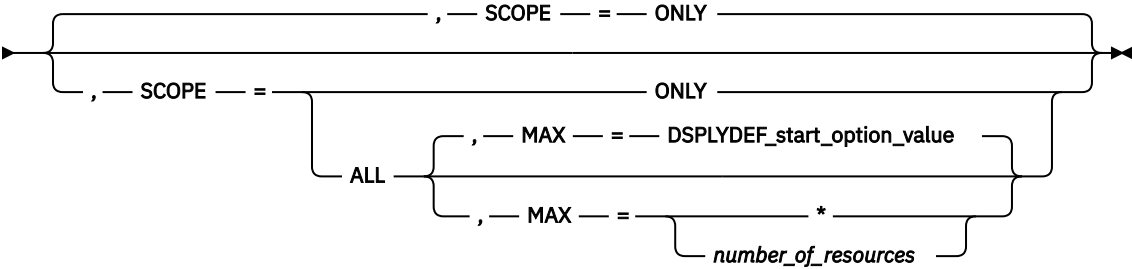 , SCOPE = ONLY
, SCOPE = ONLY
, MAX = DSPLYDEF_start_option_value
ALL
, MAX = *
number_of_resources